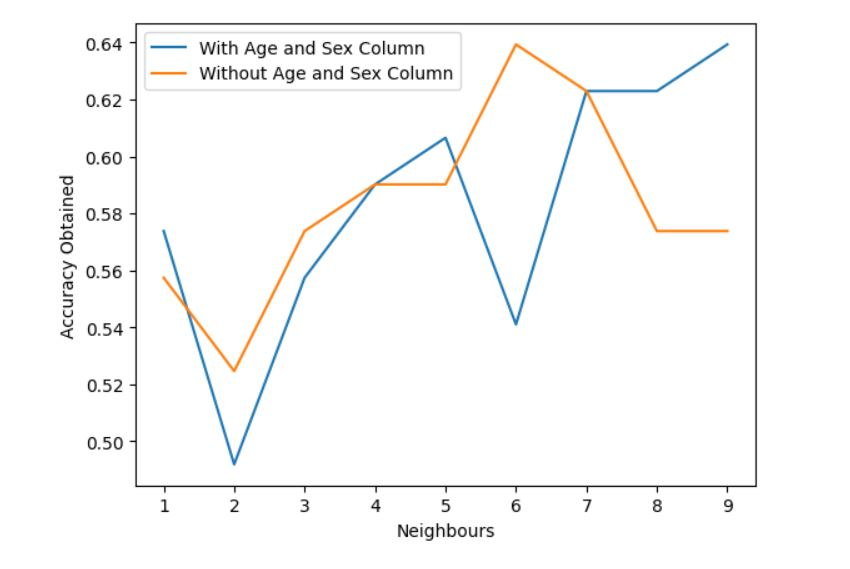 With Age and Sex Column
Without Age and Sex Column
Accuracy Obtained
0.64
0.62
0.60
0.58
0.56
0.54
0.52
0.50
1 2 3 4 5 6 7 8 9
Neighbours